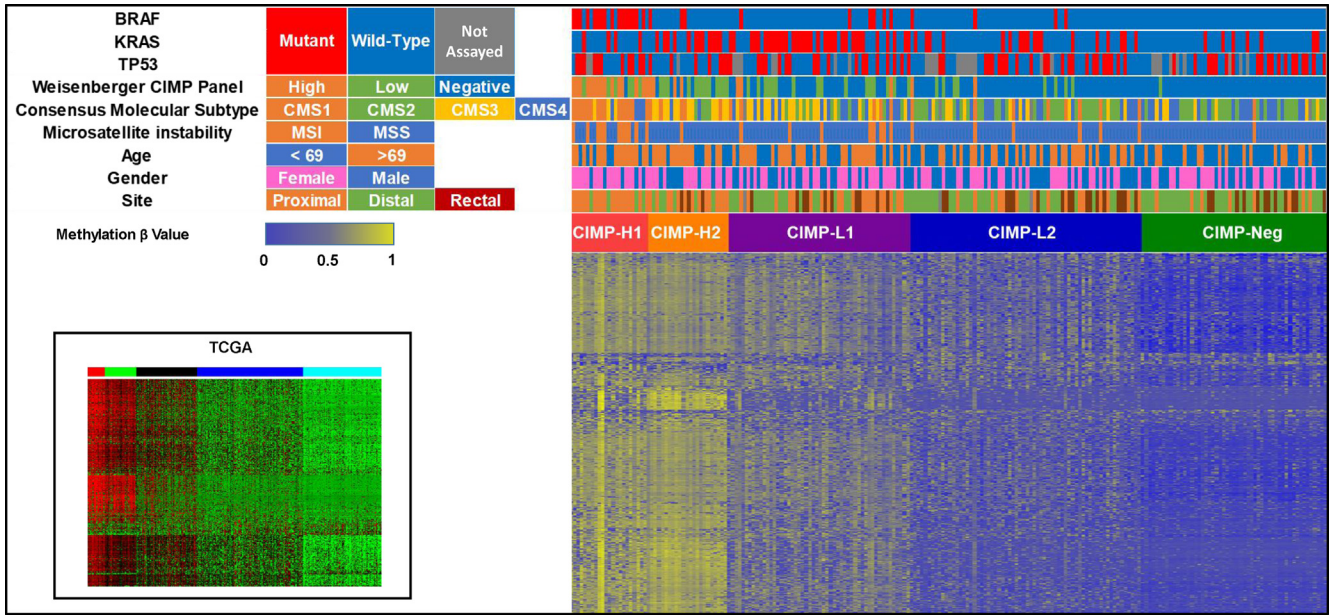 BRAF
KRAS
TP53
Mutant Wild-Type Not Assayed
Weisenberger CIMP Panel High Low Negative
Consensus Molecular Subtype CMS1 CMS2 CMS3 CMS4
Microsatellite instability MSI MSS
Age < 69 >69
Gender Female Male
Site Proximal Distal Rectal
CIMP-H1 CIMP-H2 CIMP-L1 CIMP-L2 CIMP-Neg
Methylation β Value
0 0.5 1
TCGA